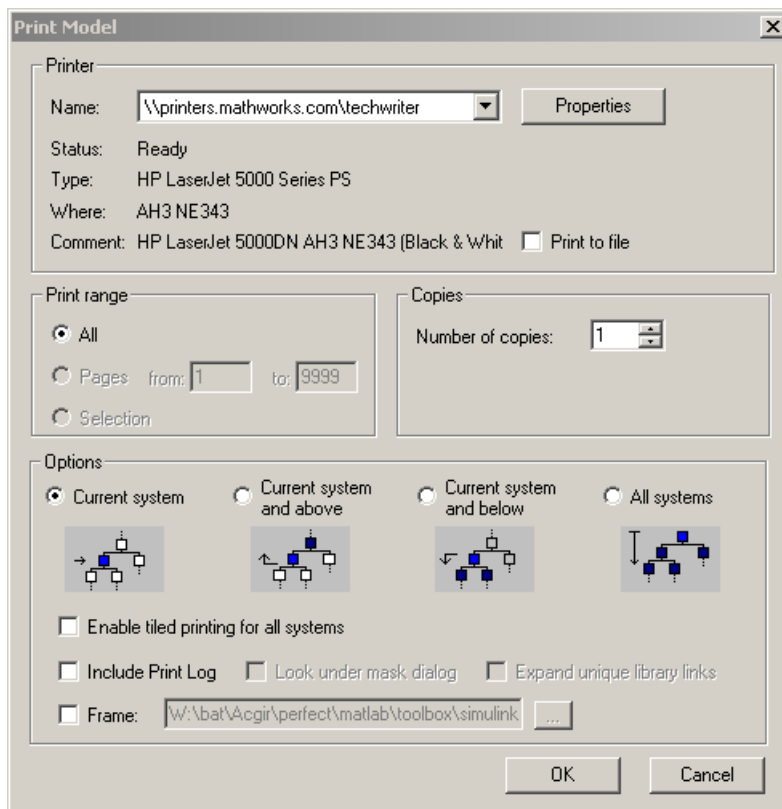 Print Model
Printer
Name: \\printers.mathworks.com\techwriter Properties
Status: Ready
Type: HP LaserJet 5000 Series PS
Where: AH3 NE343
Comment: HP LaserJet 5000DN AH3 NE343 (Black & Whit Print to file
Print range Copies
All Number of copies: 1
Pages from: 1 to: 9999
Selection
Options
Current system Current system and above Current system and below All systems
Enable tiled printing for all systems
Include Print Log Look under mask dialog Expand unique library links
Frame: W:\bat\Acgir\perfect\matlab\toolbox\simulink ...
OK Cancel